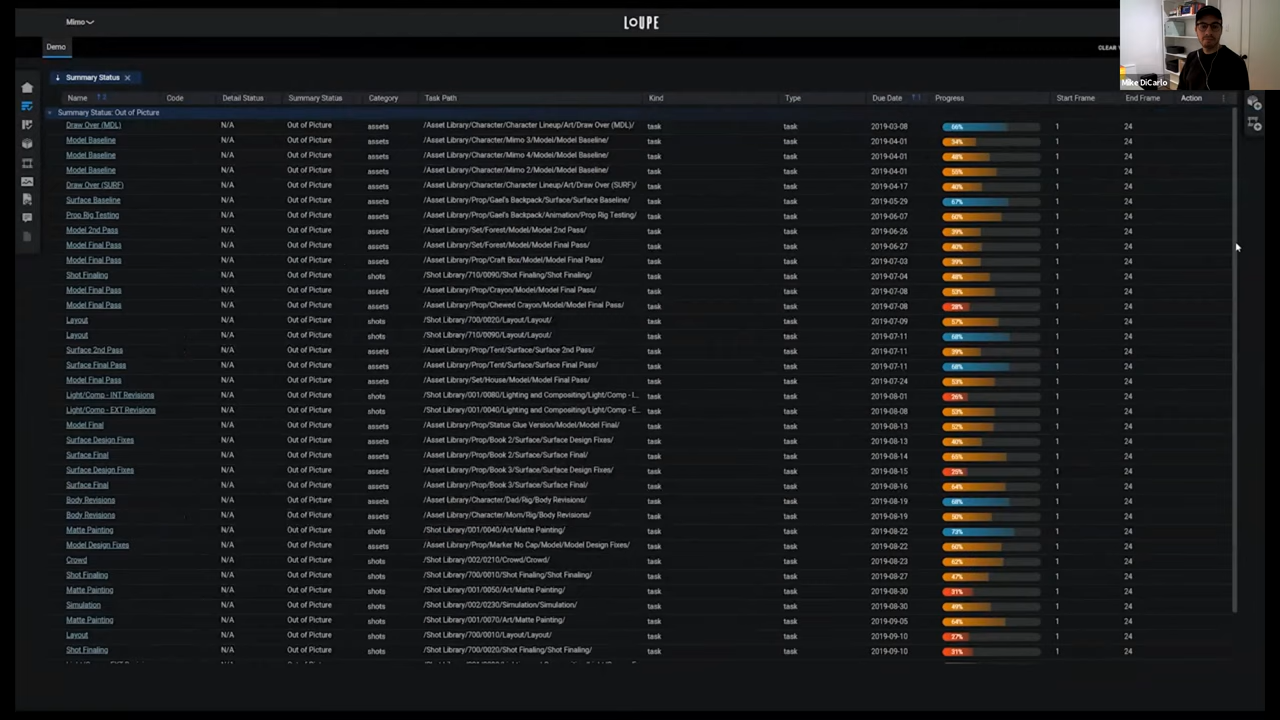 Mimo
LOUPE
Demo
CLEAR
Mike DiCarlo
Summary Status
Name Code Detail Status Summary Status Category Task Path Kind Type Due Date Progress Start Frame End Frame Action
Summary Status: Out of Picture
Draw Over (MDL) N/A Out of Picture assets /Asset Library/Character/Character Lineup/Art/Draw Over (MDL)/ task task 2019-03-08 66% 1 24
Model Baseline N/A Out of Picture assets /Asset Library/Character/Mimo 3/Model/Model Baseline/ task task 2019-04-01 34% 1 24
Model Baseline N/A Out of Picture assets /Asset Library/Character/Mimo 4/Model/Model Baseline/ task task 2019-04-01 48% 1 24
Model Baseline N/A Out of Picture assets /Asset Library/Character/Mimo 2/Model/Model Baseline/ task task 2019-04-01 55% 1 24
Draw Over (SURF) N/A Out of Picture assets /Asset Library/Character/Character Lineup/Art/Draw Over (SURF)/ task task 2019-04-17 40% 1 24
Surface Baseline N/A Out of Picture assets /Asset Library/Prop/Gael's Backpack/Surface/Surface Baseline/ task task 2019-05-29 67% 1 24
Prop Rig Testing N/A Out of Picture assets /Asset Library/Prop/Gael's Backpack/Animation/Prop Rig Testing/ task task 2019-06-07 60% 1 24
Model 2nd Pass N/A Out of Picture assets /Asset Library/Set/Forest/Model/Model 2nd Pass/ task task 2019-06-26 39% 1 24
Model Final Pass N/A Out of Picture assets /Asset Library/Set/Forest/Model/Model Final Pass/ task task 2019-06-27 40% 1 24
Model Final Pass N/A Out of Picture assets /Asset Library/Prop/Craft Box/Model/Model Final Pass/ task task 2019-07-03 39% 1 24
Shot Finaling N/A Out of Picture shots /Shot Library/710/0090/Shot Finaling/Shot Finaling/ task task 2019-07-04 48% 1 24
Model Final Pass N/A Out of Picture assets /Asset Library/Prop/Crayon/Model/Model Final Pass/ task task 2019-07-08 53% 1 24
Model Final Pass N/A Out of Picture assets /Asset Library/Prop/Chewed Crayon/Model/Model Final Pass/ task task 2019-07-08 28% 1 24
Layout N/A Out of Picture shots /Shot Library/700/0020/Layout/Layout/ task task 2019-07-09 57% 1 24
Layout N/A Out of Picture shots /Shot Library/710/0090/Layout/Layout/ task task 2019-07-11 68% 1 24
Surface 2nd Pass N/A Out of Picture assets /Asset Library/Prop/Tent/Surface/Surface 2nd Pass/ task task 2019-07-11 39% 1 24
Surface Final Pass N/A Out of Picture assets /Asset Library/Prop/Tent/Surface/Surface Final Pass/ task task 2019-07-11 68% 1 24
Model Final Pass N/A Out of Picture assets /Asset Library/Set/House/Model/Model Final Pass/ task task 2019-07-24 53% 1 24
Light/Comp - INT Revisions N/A Out of Picture shots /Shot Library/001/0080/Lighting and Compositing/Light/Comp - I... task task 2019-08-01 26% 1 24
Light/Comp - EXT Revisions N/A Out of Picture shots /Shot Library/001/0040/Lighting and Compositing/Light/Comp - E... task task 2019-08-08 53% 1 24
Model Final N/A Out of Picture assets /Asset Library/Prop/Statue Glue Version/Model/Model Final/ task task 2019-08-13 52% 1 24
Surface Design Fixes N/A Out of Picture assets /Asset Library/Prop/Book 2/Surface/Surface Design Fixes/ task task 2019-08-13 40% 1 24
Surface Final N/A Out of Picture assets /Asset Library/Prop/Book 2/Surface/Surface Final/ task task 2019-08-14 65% 1 24
Surface Design Fixes N/A Out of Picture assets /Asset Library/Prop/Book 3/Surface/Surface Design Fixes/ task task 2019-08-15 25% 1 24
Surface Final N/A Out of Picture assets /Asset Library/Prop/Book 3/Surface/Surface Final/ task task 2019-08-16 64% 1 24
Body Revisions N/A Out of Picture assets /Asset Library/Character/Dad/Rig/Body Revisions/ task task 2019-08-19 68% 1 24
Body Revisions N/A Out of Picture assets /Asset Library/Character/Mom/Rig/Body Revisions/ task task 2019-08-19 50% 1 24
Matte Painting N/A Out of Picture shots /Shot Library/001/0040/Art/Matte Painting/ task task 2019-08-22 73% 1 24
Model Design Fixes N/A Out of Picture assets /Asset Library/Prop/Marker No Cap/Model/Model Design Fixes/ task task 2019-08-22 60% 1 24
Crowd N/A Out of Picture shots /Shot Library/002/0210/Crowd/Crowd/ task task 2019-08-23 62% 1 24
Shot Finaling N/A Out of Picture shots /Shot Library/700/0010/Shot Finaling/Shot Finaling/ task task 2019-08-27 47% 1 24
Matte Painting N/A Out of Picture shots /Shot Library/001/0050/Art/Matte Painting/ task task 2019-08-30 31% 1 24
Simulation N/A Out of Picture shots /Shot Library/002/0230/Simulation/Simulation/ task task 2019-08-30 49% 1 24
Matte Painting N/A Out of Picture shots /Shot Library/001/0070/Art/Matte Painting/ task task 2019-09-05 64% 1 24
Layout N/A Out of Picture shots /Shot Library/700/0010/Layout/Layout/ task task 2019-09-10 27% 1 24
Shot Finaling N/A Out of Picture shots /Shot Library/700/0020/Shot Finaling/Shot Finaling/ task task 2019-09-10 31% 1 24